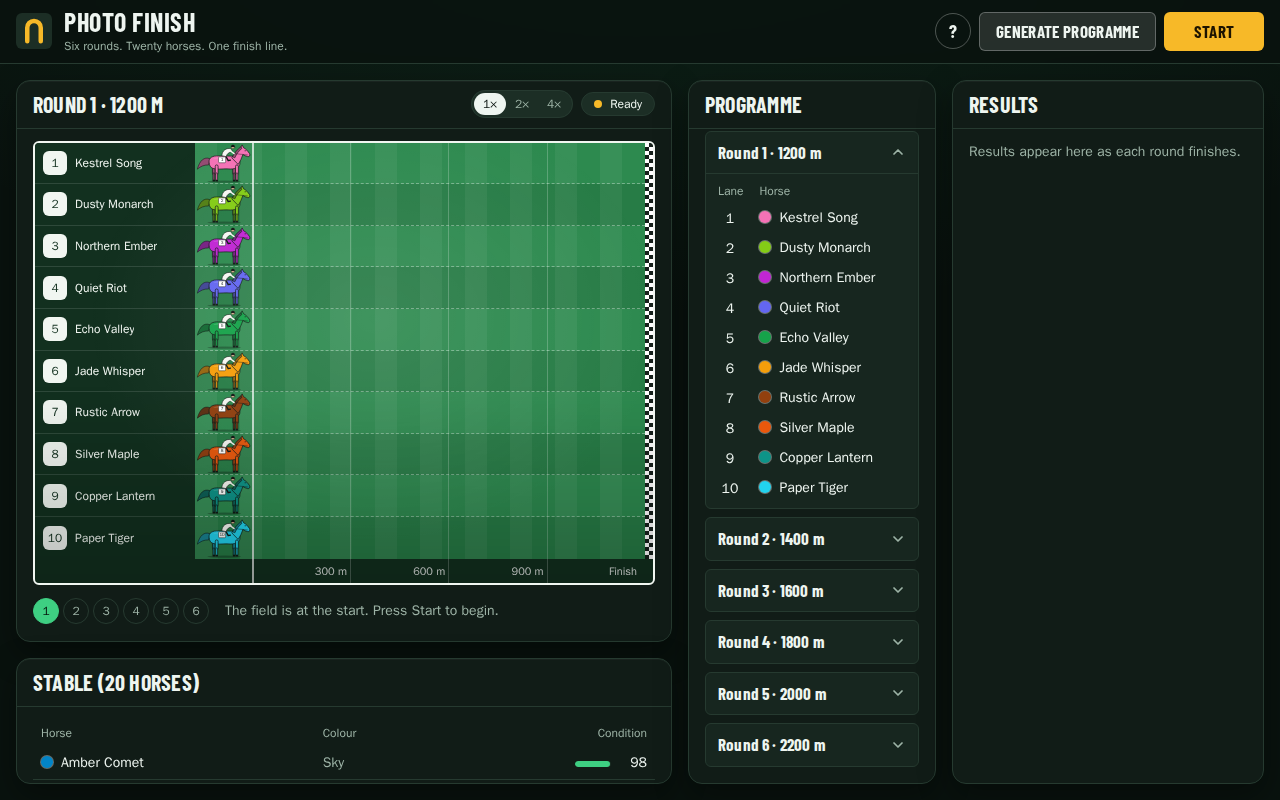 PHOTO FINISH
Six rounds. Twenty horses. One finish line.
?
GENERATE PROGRAMME
START
ROUND 1 · 1200 M
1×
2×
4×
Ready
1 Kestrel Song
2 Dusty Monarch
3 Northern Ember
4 Quiet Riot
5 Echo Valley
6 Jade Whisper
7 Rustic Arrow
8 Silver Maple
9 Copper Lantern
10 Paper Tiger
300 m
600 m
900 m
Finish
1 2 3 4 5 6
The field is at the start. Press Start to begin.
STABLE (20 HORSES)
Horse Colour Condition
Amber Comet Sky 98
PROGRAMME
Round 1 · 1200 m
Lane Horse
1 Kestrel Song
2 Dusty Monarch
3 Northern Ember
4 Quiet Riot
5 Echo Valley
6 Jade Whisper
7 Rustic Arrow
8 Silver Maple
9 Copper Lantern
10 Paper Tiger
Round 2 · 1400 m
Round 3 · 1600 m
Round 4 · 1800 m
Round 5 · 2000 m
Round 6 · 2200 m
RESULTS
Results appear here as each round finishes.